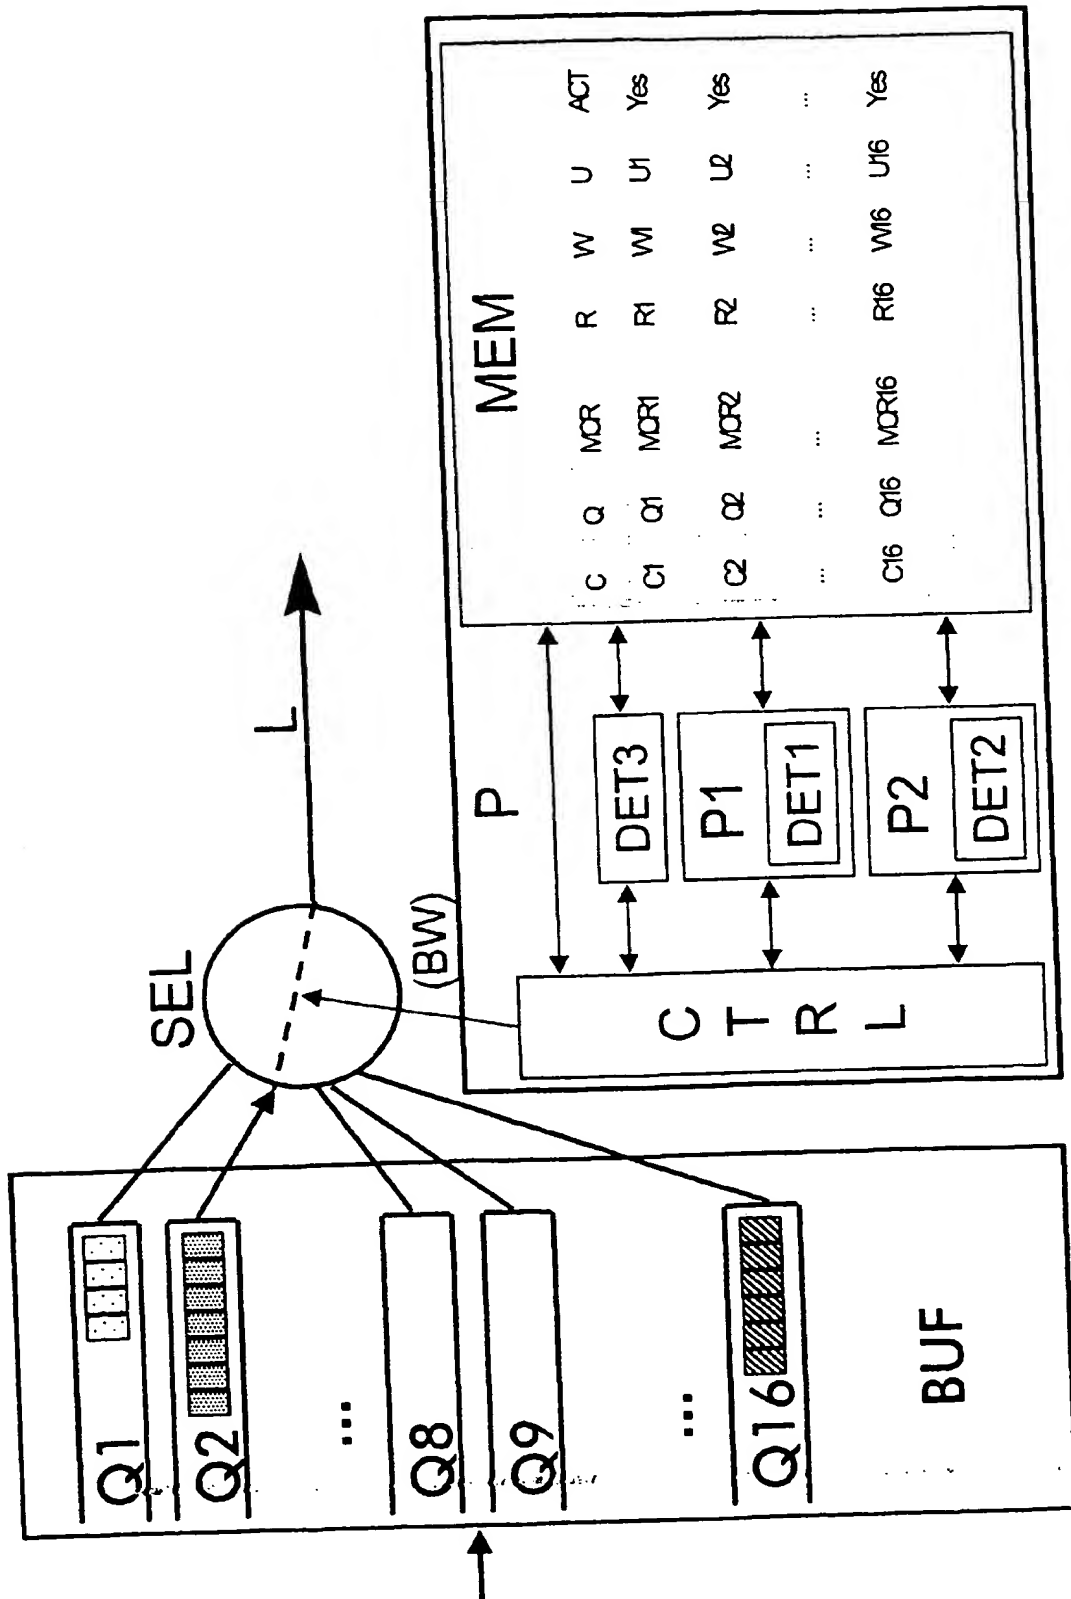 Q1
Q2
...
Q8
Q9
...
Q16
BUF
SEL
L
(BW)
P
CTRL
DET3
P1
DET1
P2
DET2
MEM
C Q MCR R W U ACT
C1 Q1 MCR1 R1 W1 U1 Yes
C2 Q2 MCR2 R2 W2 U2 Yes
... ... ... ... ... ... ...
C16 Q16 MCR16 R16 W16 U16 Yes